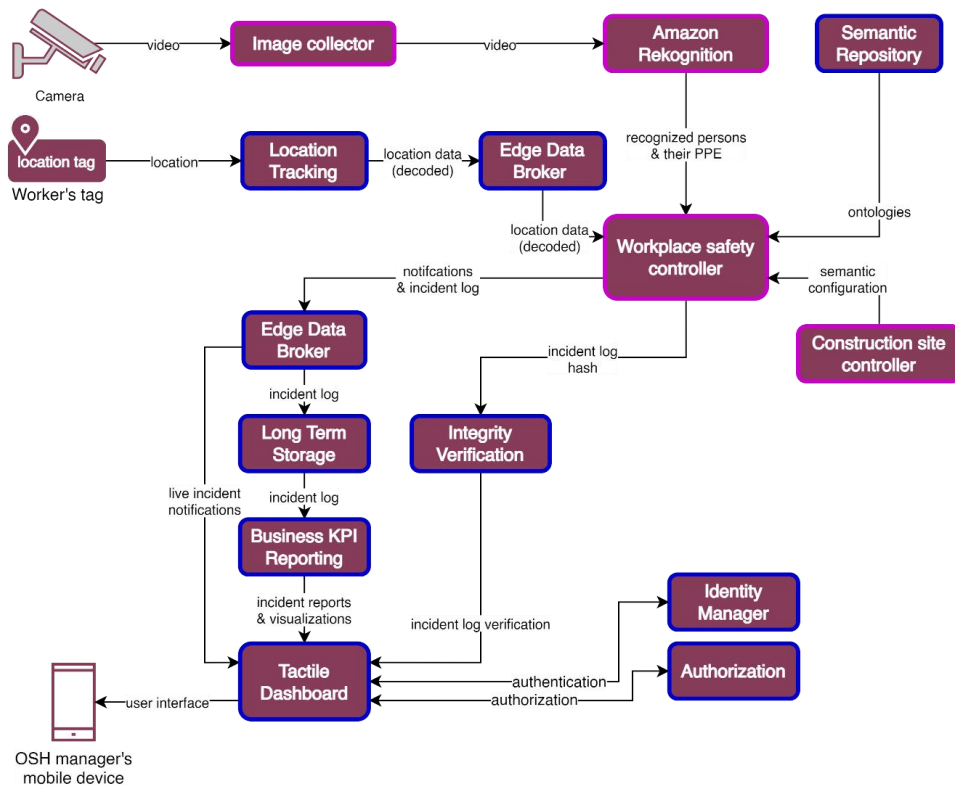 video
Image collector
video
Amazon
Rekognition
Semantic
Repository
Camera
recognized persons
& their PPE
location tag
location
Location
Tracking
location data
(decoded)
Edge Data
Broker
Worker's tag
ontologies
location data
(decoded)
Workplace safety
controller
notifcations
& incident log
semantic
configuration
Edge Data
Broker
Construction site
controller
incident log
hash
incident log
Long Term
Storage
Integrity
Verification
live incident
notifications
incident log
Business KPI
Reporting
incident reports
& visualizations
incident log verification
Identity
Manager
Tactile
Dashboard
authentication
Authorization
authorization
user interface
OSH manager's
mobile device